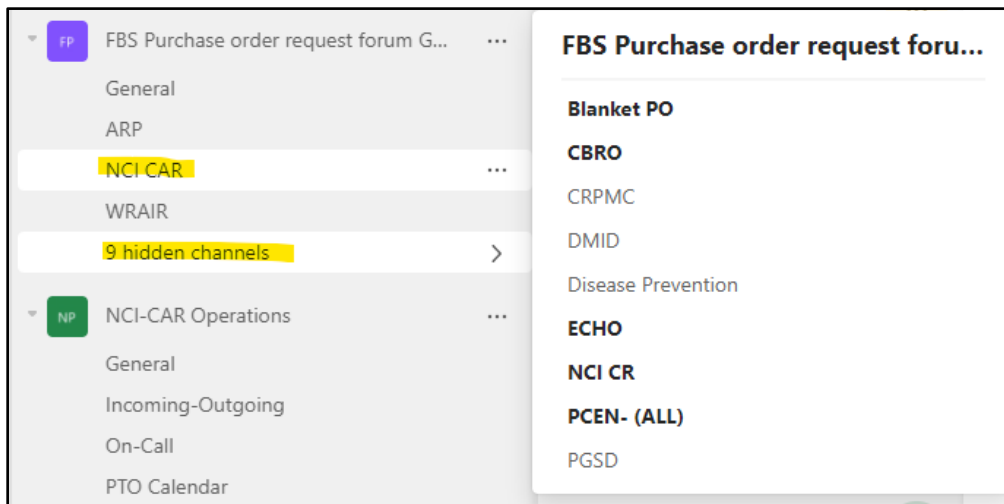 FP
FBS Purchase order request forum G...
General
ARP
NCI CAR
WRAIR
9 hidden channels
NP
NCI-CAR Operations
General
Incoming-Outgoing
On-Call
PTO Calendar
FBS Purchase order request foru...
Blanket PO
CBRO
CRPMC
DMID
Disease Prevention
ECHO
NCI CR
PCEN- (ALL)
PGSD